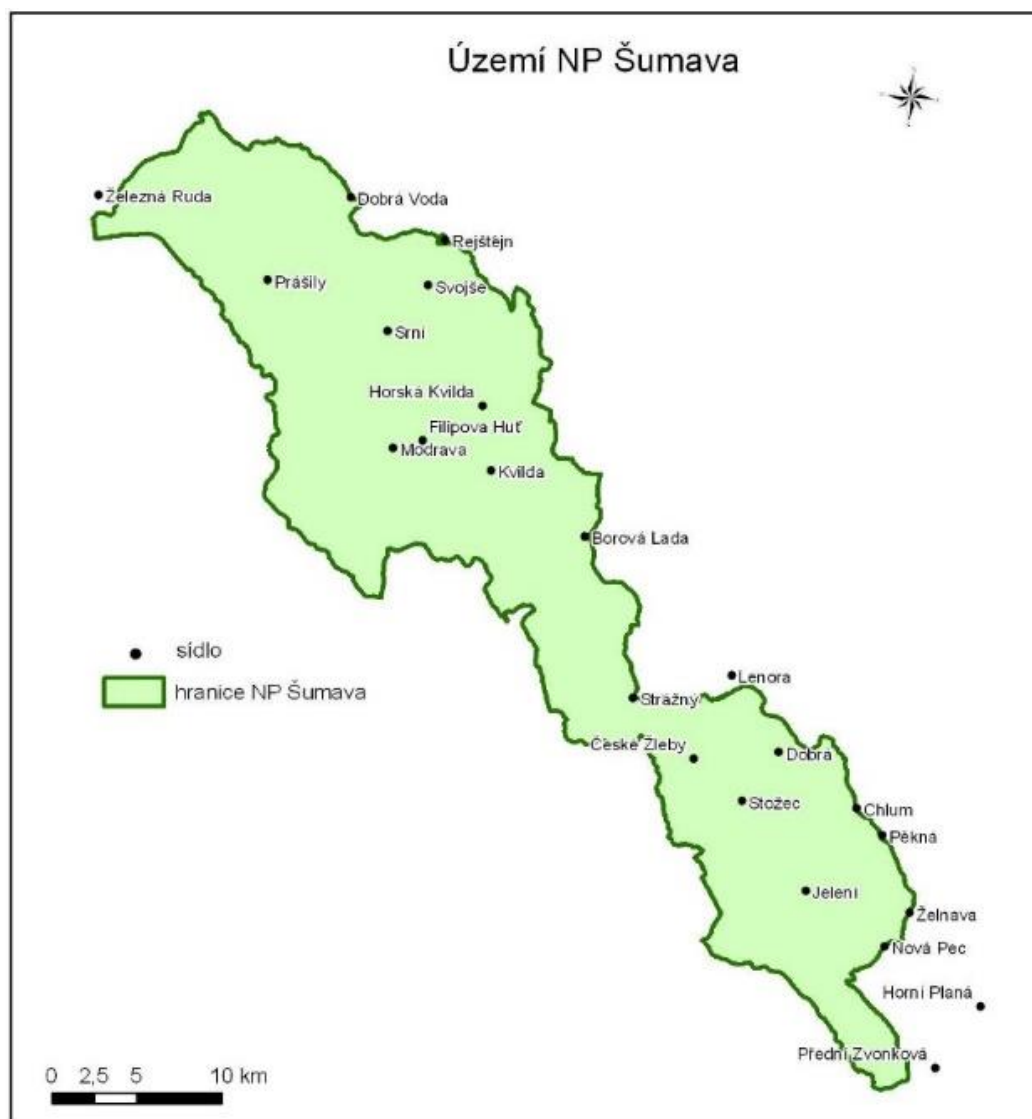 Území NP Šumava
Železná Ruda
Dobrá Voda
Rejštejn
Prášily
Svojše
Srní
Horská Kvilda
Filipova Huť
Modrava
Kvilda
Borová Lada
sídlo
hranice NP Šumava
Lenora
Strážný
České Žleby
Dobrá
Stožec
Chlum
Pěkná
Jelení
Želnava
Nová Pec
Horní Planá
Přední Zvonková
0 2,5 5 10 km